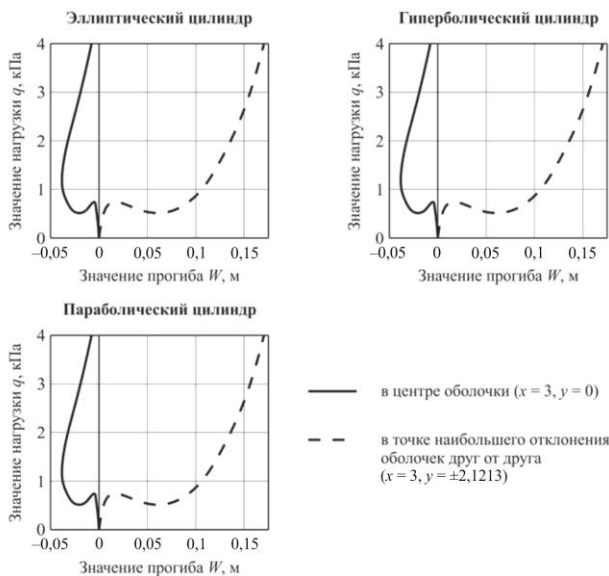 Эллиптический цилиндр
Значение нагрузки q, кПа
4
3
2
1
0
–0,05 0 0,05 0,1 0,15
Значение прогиба W, м
Гиперболический цилиндр
Значение нагрузки q, кПа
4
3
2
1
0
–0,05 0 0,05 0,1 0,15
Значение прогиба W, м
Параболический цилиндр
Значение нагрузки q, кПа
4
3
2
1
0
–0,05 0 0,05 0,1 0,15
Значение прогиба W, м
в центре оболочки (x = 3, y = 0)
в точке наибольшего отклонения
оболочек друг от друга
(x = 3, y = ±2,1213)